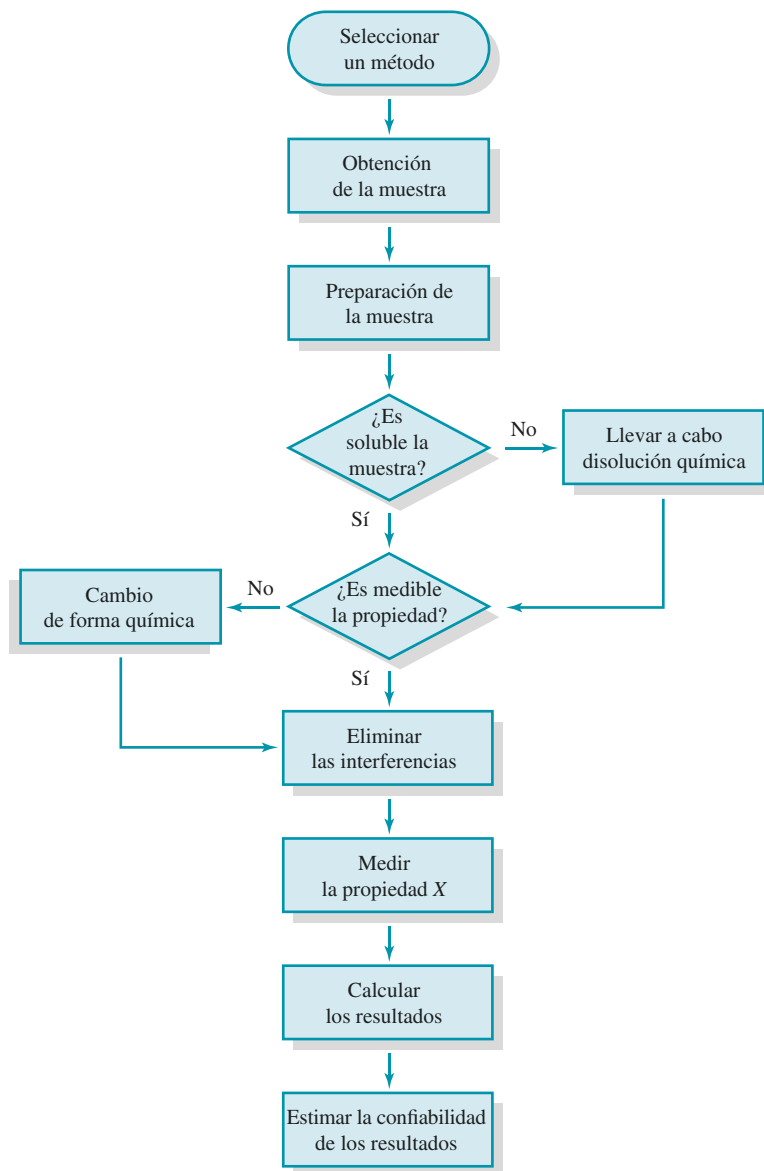 Seleccionar
un método
Obtención
de la muestra
Preparación de
la muestra
¿Es
soluble la
muestra?
No
Llevar a cabo
disolución química
Sí
¿Es medible
la propiedad?
No
Cambio
de forma química
Sí
Eliminar
las interferencias
Medir
la propiedad X
Calcular
los resultados
Estimar la confiabilidad
de los resultados